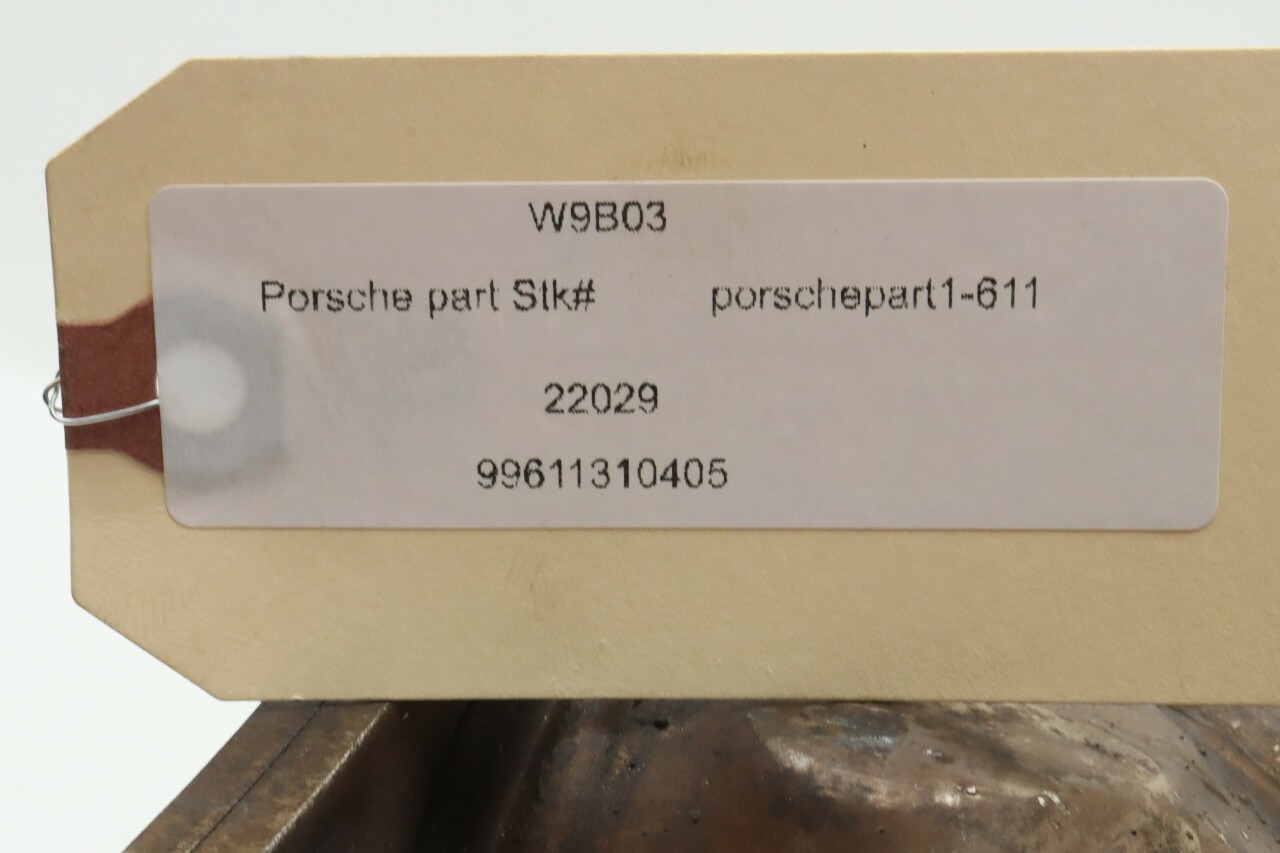 W9B03
Porsche part Stk# porschepart1-611
22029
99611310405